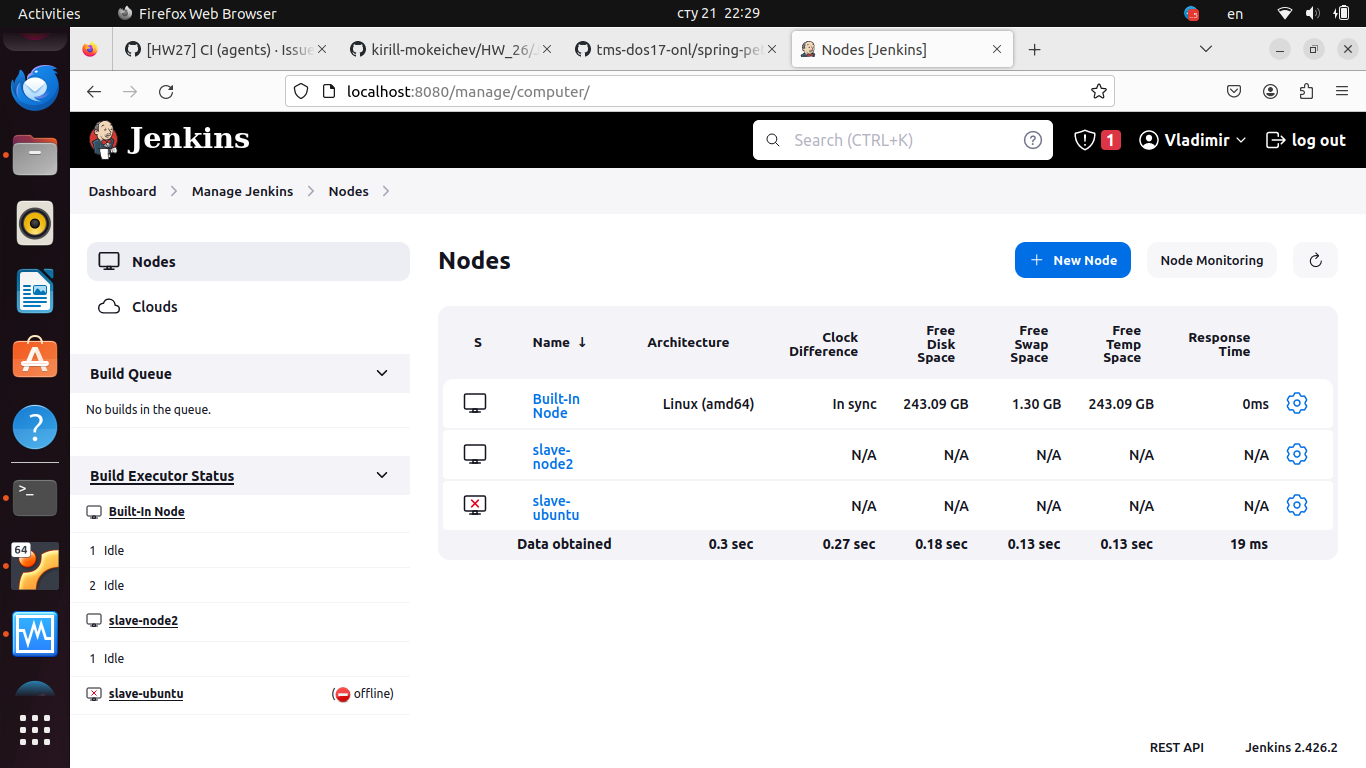 Activities
Firefox Web Browser
сту 21 22:29
en
[HW27] CI (agents) · Issue
kirill-mokeichev/HW_26/J
tms-dos17-onl/spring-pet
Nodes [Jenkins]
localhost:8080/manage/computer/
Jenkins
Search (CTRL+K)
1
Vladimir
log out
Dashboard
Manage Jenkins
Nodes
Nodes
Clouds
Build Queue
No builds in the queue.
Build Executor Status
Built-In Node
1 Idle
2 Idle
slave-node2
1 Idle
slave-ubuntu
(offline)
Nodes
+ New Node
Node Monitoring
S
Name ↓
Architecture
Clock
Difference
Free
Disk
Space
Free
Swap
Space
Free
Temp
Space
Response
Time
Built-In
Node
Linux (amd64)
In sync
243.09 GB
1.30 GB
243.09 GB
0ms
slave-
node2
N/A
N/A
N/A
N/A
N/A
slave-
ubuntu
N/A
N/A
N/A
N/A
N/A
Data obtained
0.3 sec
0.27 sec
0.18 sec
0.13 sec
0.13 sec
19 ms
REST API
Jenkins 2.426.2
>_
64